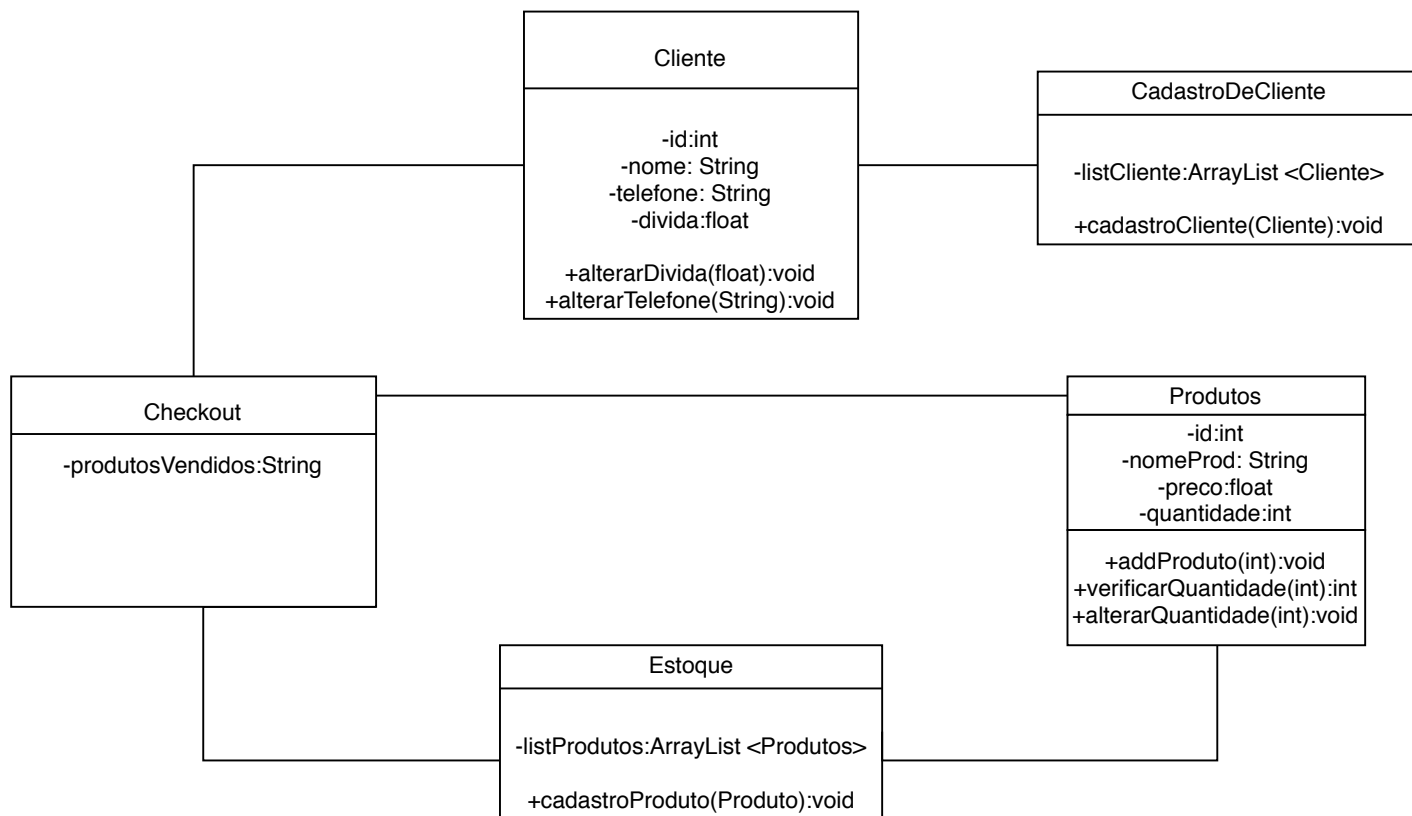 Cliente
-id:int
-nome: String
-telefone: String
-divida:float
+alterarDivida(float):void
+alterarTelefone(String):void
CadastroDeCliente
-listCliente:ArrayList <Cliente>
+cadastroCliente(Cliente):void
Checkout
-produtosVendidos:String
Produtos
-id:int
-nomeProd: String
-preco:float
-quantidade:int
+addProduto(int):void
+verificarQuantidade(int):int
+alterarQuantidade(int):void
Estoque
-listProdutos:ArrayList <Produtos>
+cadastroProduto(Produto):void